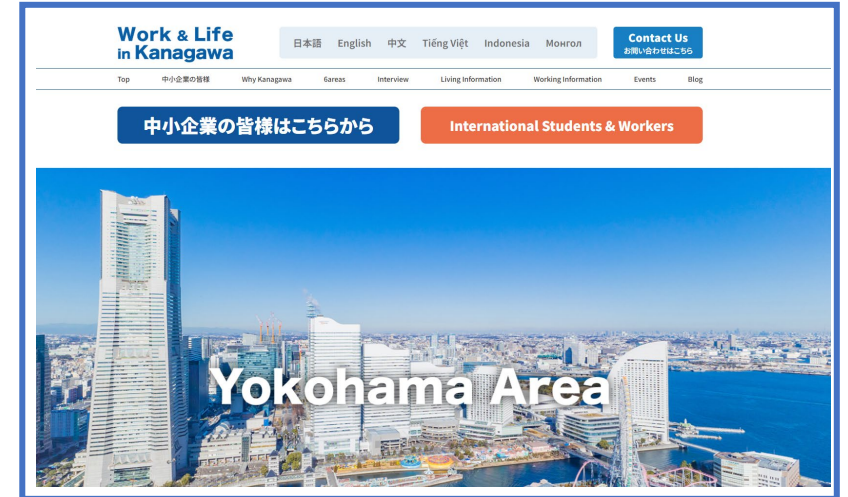 Work & Life
in Kanagawa
日本語 English 中文 Tiếng Việt Indonesia Монгол
Contact Us
お問い合わせはこちら
Top 中小企業の皆様 Why Kanagawa 6areas Interview Living Information Working Information Events Blog
中小企業の皆様はこちらから
International Students & Workers
Yokohama Area